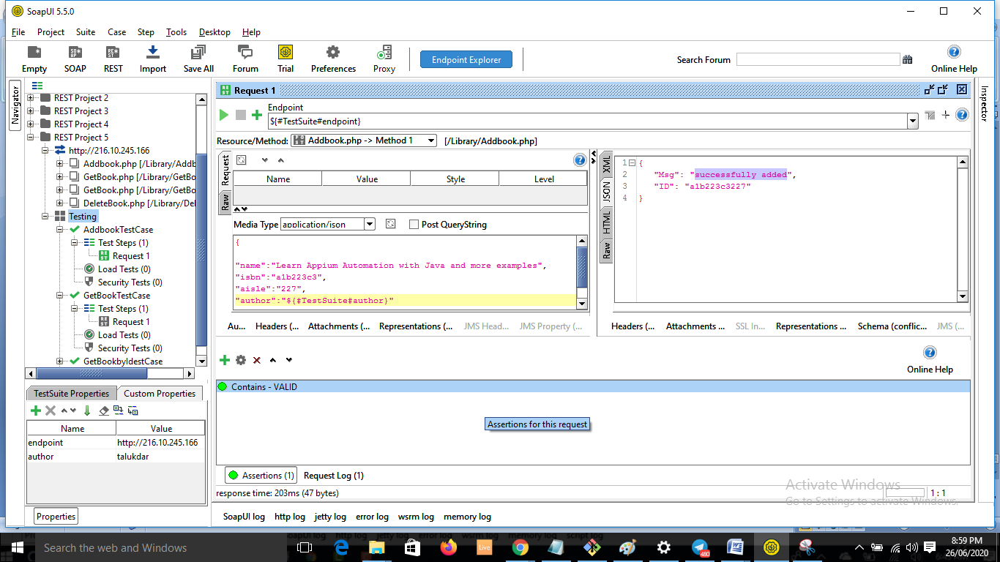 SoapUI 5.5.0
File Project Suite Case Step Tools Desktop Help
Empty SOAP REST Import Save All Forum Trial Preferences Proxy Endpoint Explorer Search Forum Online Help
Navigator
REST Project 2
REST Project 3
REST Project 4
REST Project 5
http://216.10.245.166
Addbook.php [/Library/Addb
GetBook.php [/Library/GetBo
GetBook.php [/Library/GetBo
DeleteBook.php [/Library/Del
Testing
AddbookTestCase
Test Steps (1)
Request 1
Load Tests (0)
Security Tests (0)
GetBookTestCase
Test Steps (1)
Request 1
Load Tests (0)
Security Tests (0)
GetBookbyIdestCase
TestSuite Properties Custom Properties
Name Value
endpoint http://216.10.245.166
author talukdar
Properties
Request 1
Endpoint
${#TestSuite#endpoint}
Resource/Method: Addbook.php -> Method 1 [/Library/Addbook.php]
Request
Raw
Name Value Style Level
Media Type application/json Post QueryString
{
"name":"Learn Appium Automation with Java and more examples",
"isbn":"a1b223c3",
"aisle":"227",
"author":"${#TestSuite#author}"
Au... Headers (... Attachments (... Representations (... JMS Head... JMS Property (...
XML
JSON
HTML
Raw
1 {
2 "Msg": "successfully added",
3 "ID": "a1b223c3227"
4 }
Headers (... Attachments ... SSL In... Representations ... Schema (conflic... JMS (...
Inspector
Online Help
Contains - VALID
Assertions for this request
Assertions (1) Request Log (1)
response time: 203ms (47 bytes) 1 : 1
Activate Windows
Go to Settings to activate Windows.
SoapUI log http log jetty log error log wsrm log memory log
Search the web and Windows
Live
480
8:59 PM
26/06/2020